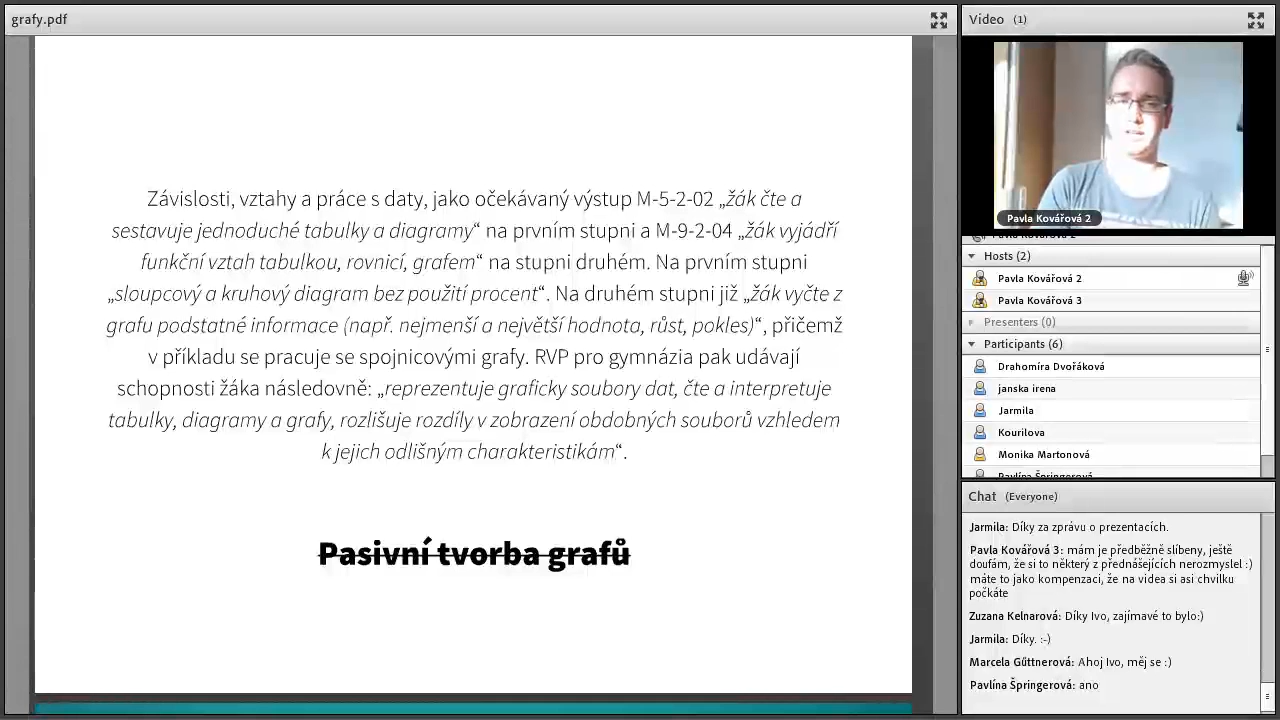 grafy.pdf
Závislosti, vztahy a práce s daty, jako očekávaný výstup M-5-2-02 „žák čte a
sestavuje jednoduché tabulky a diagramy“ na prvním stupni a M-9-2-04 „žák vyjádří
funkční vztah tabulkou, rovnicí, grafem“ na stupni druhém. Na prvním stupni
„sloupcový a kruhový diagram bez použití procent“. Na druhém stupni již „žák vyčte z
grafu podstatné informace (např. nejmenší a největší hodnota, růst, pokles)“, přičemž
v příkladu se pracuje se spojnicovými grafy. RVP pro gymnázia pak udávají
schopnosti žáka následovně: „reprezentuje graficky soubory dat, čte a interpretuje
tabulky, diagramy a grafy, rozlišuje rozdíly v zobrazení obdobných souborů vzhledem
k jejich odlišným charakteristikám“.
Pasivní tvorba grafů
Video (1)
Pavla Kovářová 2
Pavla Kovářová 2
Hosts (2)
Pavla Kovářová 2
Pavla Kovářová 3
Presenters (0)
Participants (6)
Drahomíra Dvořáková
janska irena
Jarmila
Kourilova
Monika Martonová
Pavlína Špringerová
Chat (Everyone)
Jarmila: Díky za zprávu o prezentacích.
Pavla Kovářová 3: mám je předběžně slíbeny, ještě
doufám, že si to některý z přednášejících nerozmyslel :)
máte to jako kompenzaci, že na videa si asi chvilku
počkáte
Zuzana Kelnarová: Díky Ivo, zajímavé to bylo:)
Jarmila: Díky. :-)
Marcela Gűttnerová: Ahoj Ivo, měj se :)
Pavlína Špringerová: ano